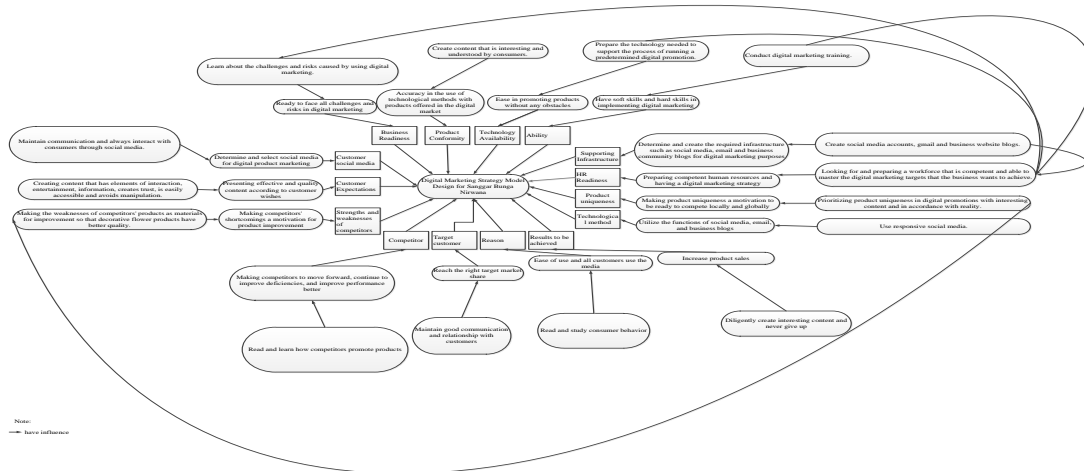 Create content that is interesting and
understood by consumers.
Prepare the technology needed to
support the process of running a
predetermined digital promotion.
Conduct digital marketing training.
Learn about the challenges and risks caused by using digital
marketing.
Ready to face all challenges and
risks in digital marketing
Accuracy in the use of
technological methods with
products offered in the digital
market
Ease in promoting products
without any obstacles
Have soft skills and hard skills in
implementing digital marketing
Business
Readiness
Product
Conformity
Technology
Availability
Ability
Maintain communication and always interact with
consumers through social media.
Determine and select social media
for digital product marketing
Customer
social media
Supporting
Infrastructure
Determine and create the required infrastructure
such as social media, email and business
community blogs for digital marketing purposes
Create social media accounts, gmail and business website blogs.
Creating content that has elements of interaction,
entertainment, information, creates trust, is easily
accessible and avoids manipulation.
Presenting effective and quality
content according to customer
wishes
Customer
Expectations
Digital Marketing Strategy Model
Design for Sanggar Bunga
Nirwana
HR
Readiness
Preparing competent human resources and
having a digital marketing strategy
Looking for and preparing a workforce that is competent and able to
master the digital marketing targets that the business wants to achieve.
Making the weaknesses of competitors' products as materials
for improvement so that decorative flower products have
better quality.
Making competitors'
shortcomings a motivation for
product improvement
Strengths and
weaknesses
of
competitors
Product
uniqueness
Making product uniqueness a motivation to
be ready to compete locally and globally
Prioritizing product uniqueness in digital promotions with interesting
content and in accordance with reality.
Technologica
l method
Utilize the functions of social media, email
and business blogs
Use responsive social media.
Competitor
Target
customer
Reason
Results to be
achieved
Making competitors to move forward, continue to
improve deficiencies, and improve performance
better
Reach the right target market
share
Ease of use and all customers use the
media
Increase product sales
Read and learn how competitors promote products
Maintain good communication
and relationship with
customers
Read and study consumer behavior
Diligently create interesting content and
never give up
Note:
have influence